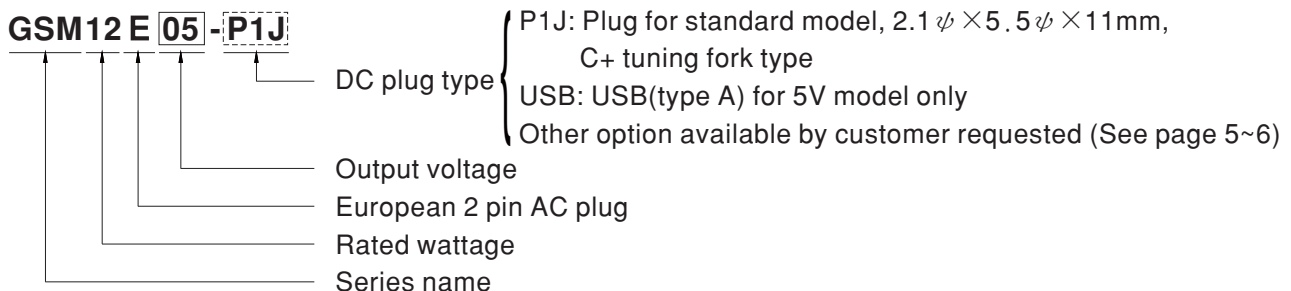 GSM12E05-P1J
P1J: Plug for standard model, 2.1ψ×5.5ψ×11mm,
C+ tuning fork type
DC plug type
USB: USB(type A) for 5V model only
Other option available by customer requested (See page 5~6)
Output voltage
European 2 pin AC plug
Rated wattage
Series name